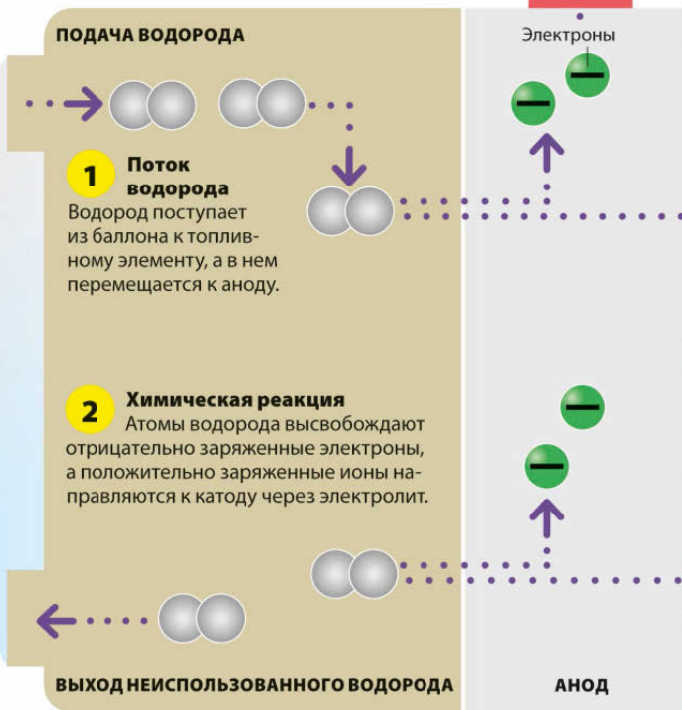 ПОДАЧА ВОДОРОДА
Электроны
1
Поток
водорода
Водород поступает
из баллона к топлив-
ному элементу, а в нем
перемещается к аноду.
2
Химическая реакция
Атомы водорода высвобождают
отрицательно заряженные электроны,
а положительно заряженные ионы на-
правляются к катоду через электролит.
ВЫХОД НЕИСПОЛЬЗОВАННОГО ВОДОРОДА
АНОД